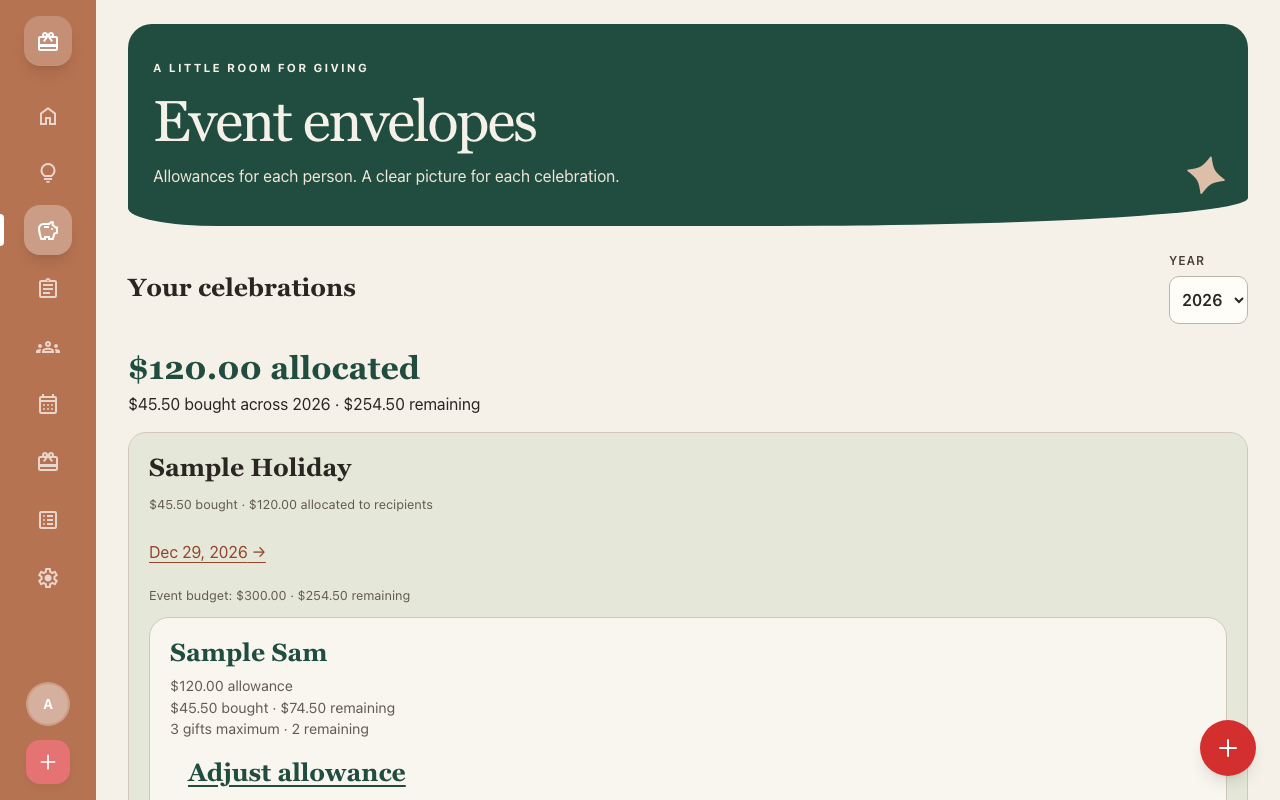 A LITTLE ROOM FOR GIVING
Event envelopes
Allowances for each person. A clear picture for each celebration.
Your celebrations
YEAR
2026
$120.00 allocated
$45.50 bought across 2026 · $254.50 remaining
Sample Holiday
$45.50 bought · $120.00 allocated to recipients
Dec 29, 2026 →
Event budget: $300.00 · $254.50 remaining
Sample Sam
$120.00 allowance
$45.50 bought · $74.50 remaining
3 gifts maximum · 2 remaining
Adjust allowance
A